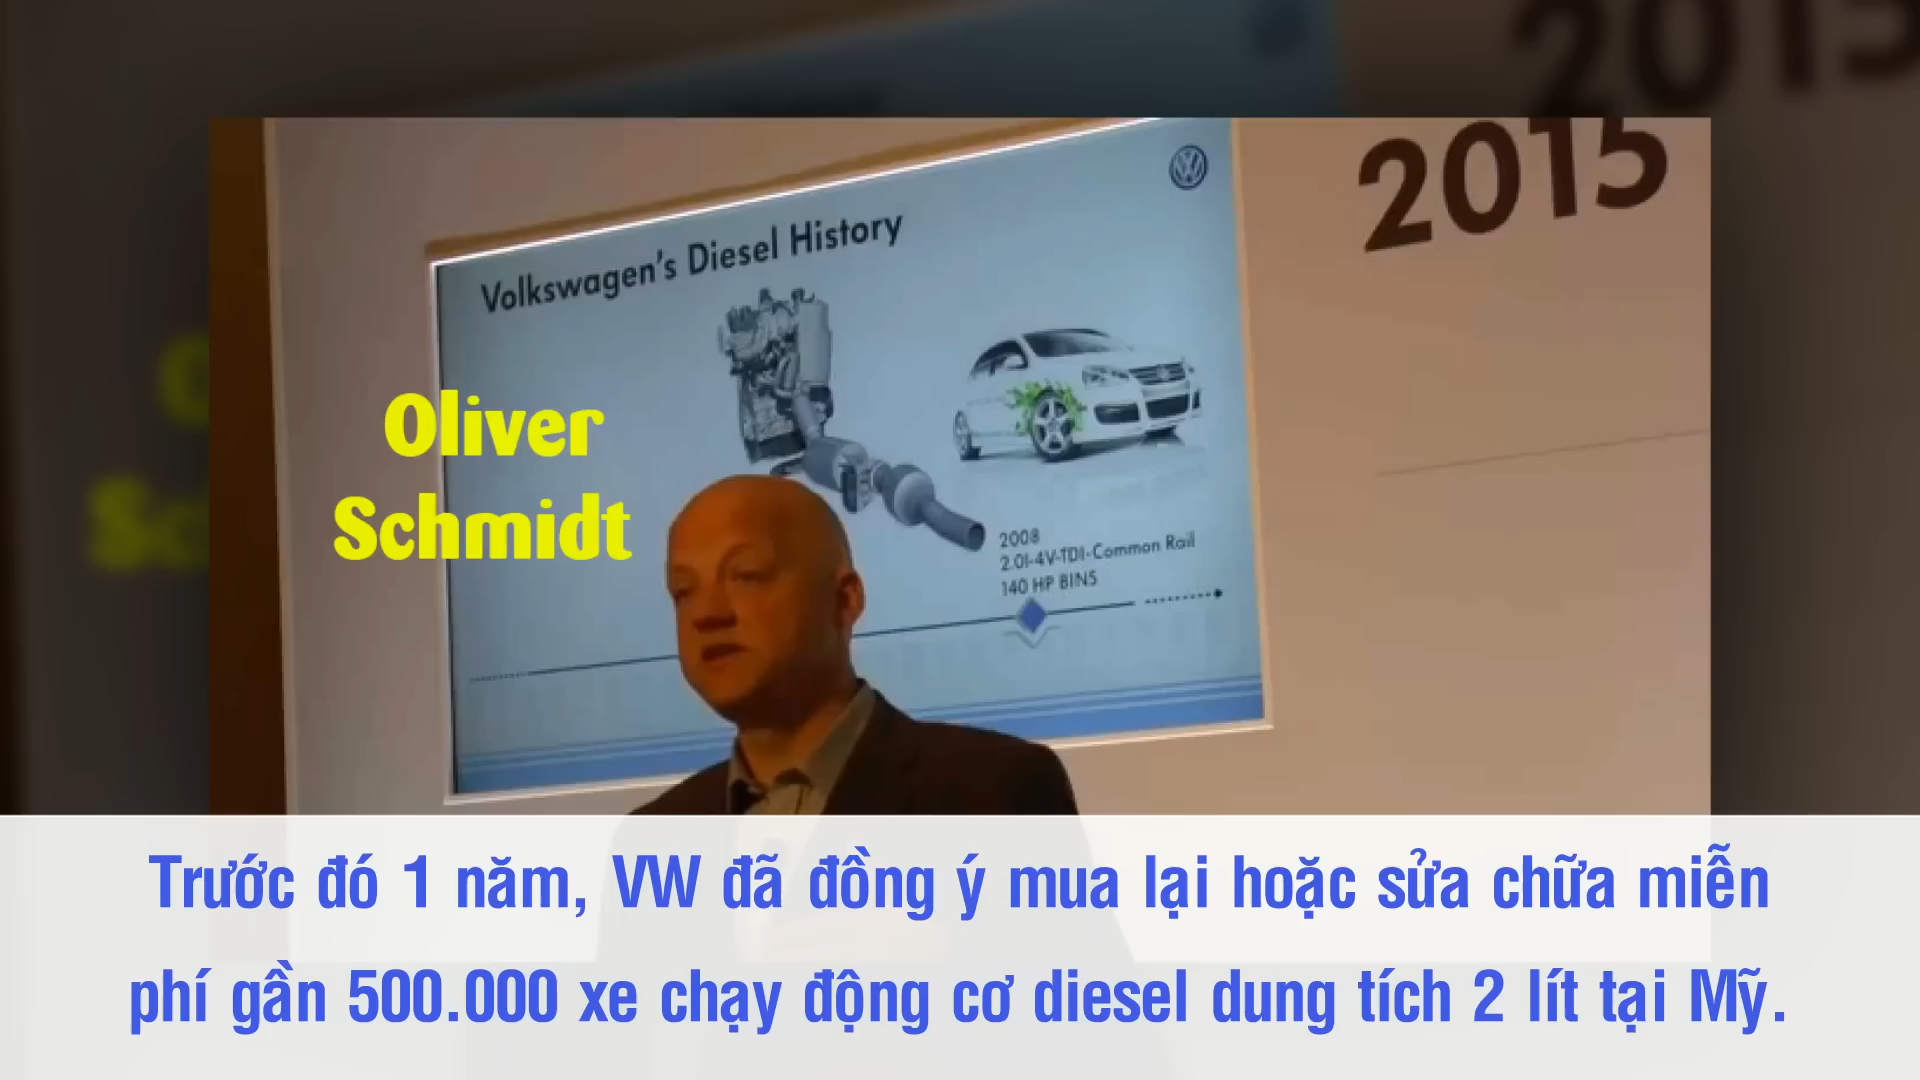 2015
Volkswagen's Diesel History
Oliver
Schmidt
2008
2.0l-4V-TDI-Common Rail
140 HP BIN5
Trước đó 1 năm, VW đã đồng ý mua lại hoặc sửa chữa miễn
phí gần 500.000 xe chạy động cơ diesel dung tích 2 lít tại Mỹ.